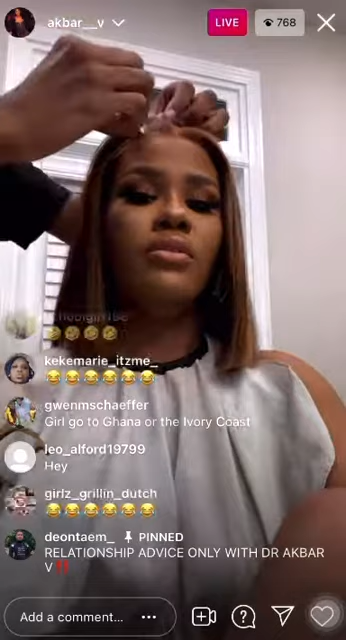 akbar__v
LIVE
768
kekemarie_itzme_
😂😂😂😂😂😂
gwenmschaeffer
Girl go to Ghana or the Ivory Coast
leo_alford19799
Hey
girlz_grillin_dutch
😂😂😂😂😂😂
deontaem_ 📌 PINNED
RELATIONSHIP ADVICE ONLY WITH DR AKBAR
V‼️
Add a comment...